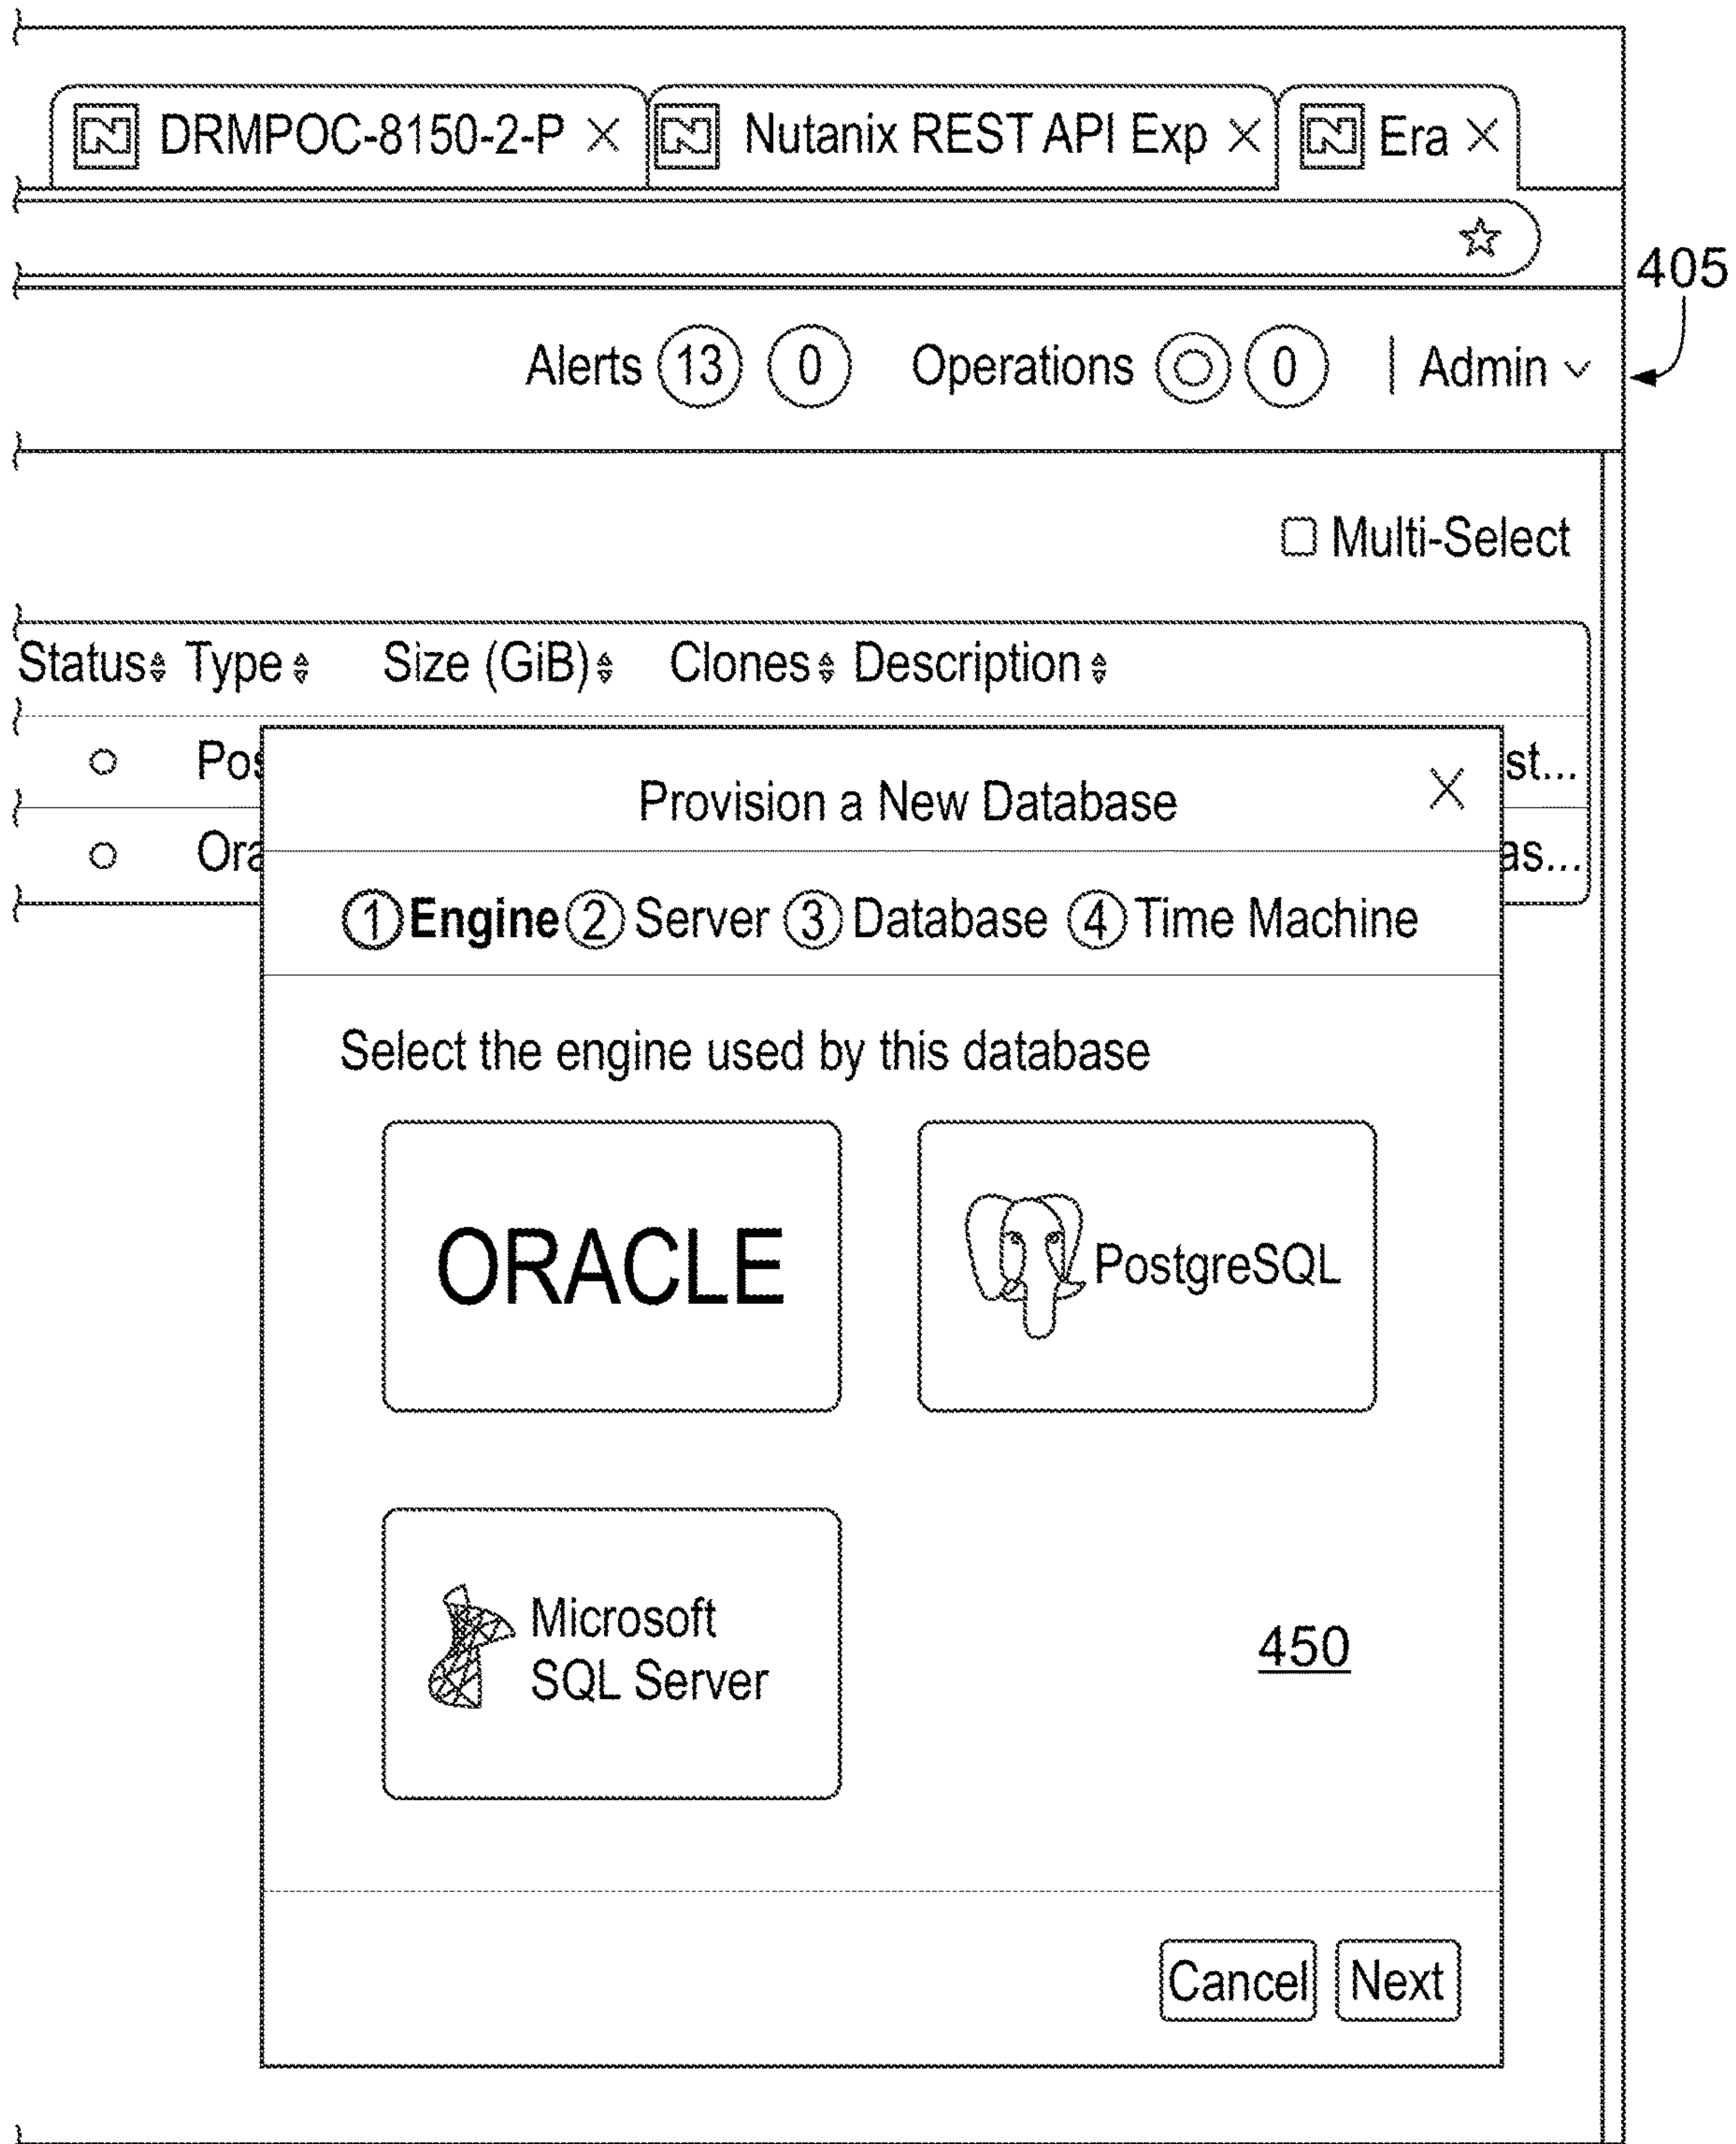 DRMPOC-8150-2-P Nutanix REST API Exp Era
405
Alerts 13 0 Operations 0 Admin
Multi-Select
Status Type Size (GiB) Clones Description
Pos st...
Ora as...
Provision a New Database
1 Engine 2 Server 3 Database 4 Time Machine
Select the engine used by this database
ORACLE PostgreSQL
Microsoft
SQL Server
450
Cancel Next